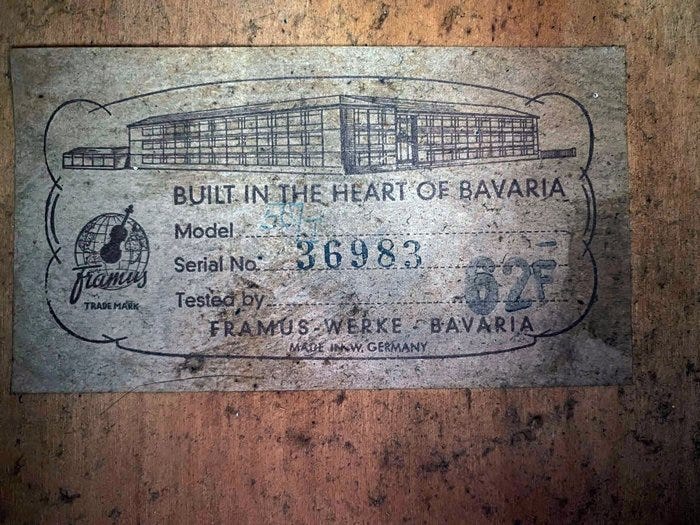 BUILT IN THE HEART OF BAVARIA
Model
Serial No. 36983
Tested by
62F
Framus
TRADE MARK
FRAMUS - WERKE - BAVARIA
MADE IN W. GERMANY